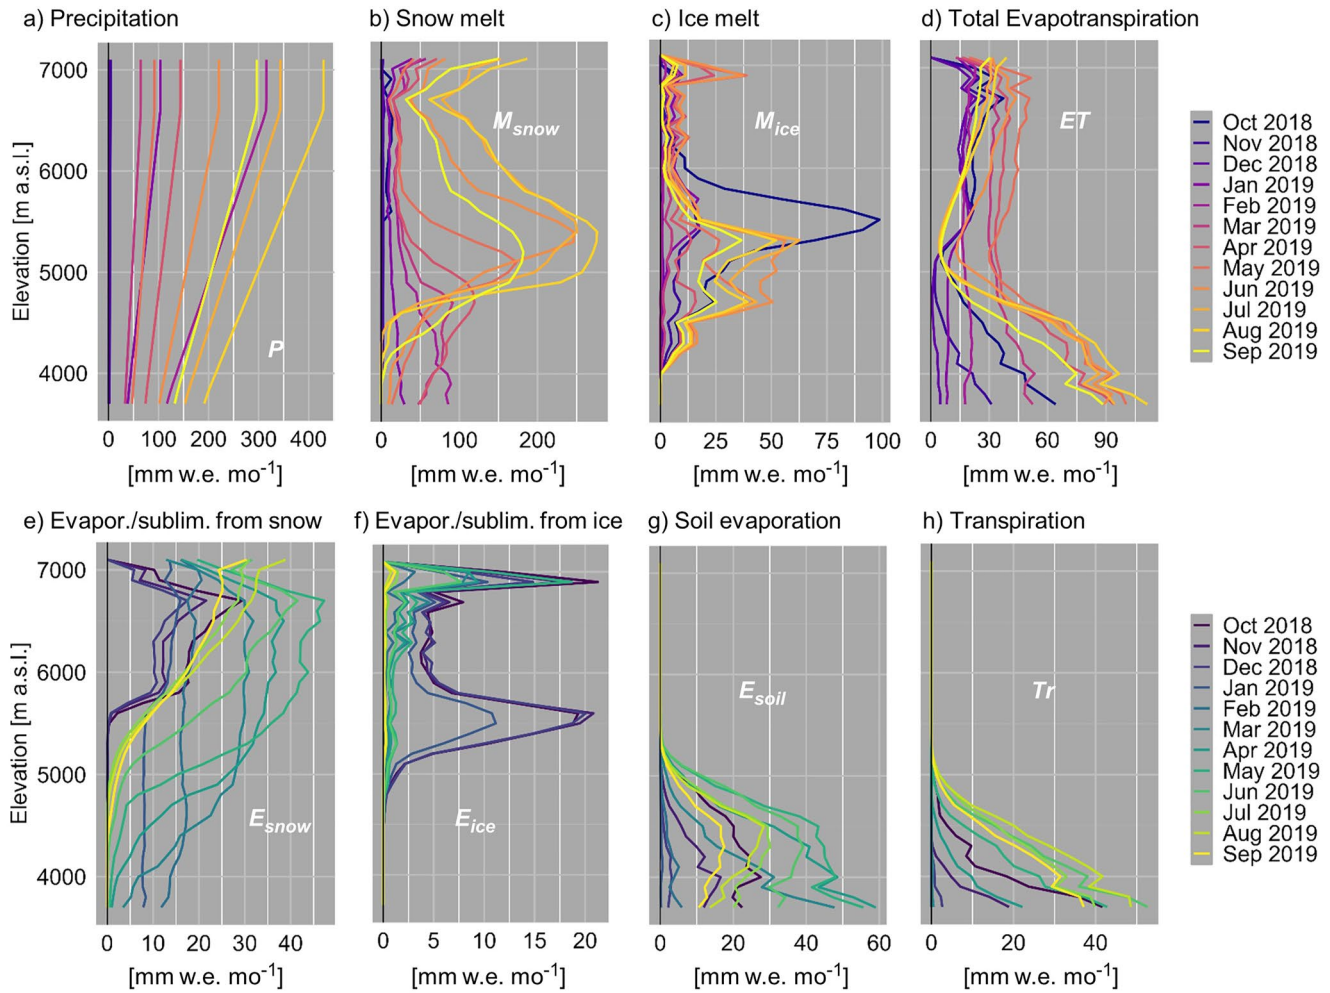 a) Precipitation
b) Snow melt
c) Ice melt
d) Total Evapotranspiration
Elevation [m a.s.l.]
7000
6000
5000
4000
P
M_snow
M_ice
ET
0 100 200 300 400
0 100 200
0 25 50 75 100
0 30 60 90
[mm w.e. mo⁻¹]
[mm w.e. mo⁻¹]
[mm w.e. mo⁻¹]
[mm w.e. mo⁻¹]
Oct 2018
Nov 2018
Dec 2018
Jan 2019
Feb 2019
Mar 2019
Apr 2019
May 2019
Jun 2019
Jul 2019
Aug 2019
Sep 2019
e) Evapor./sublim. from snow
f) Evapor./sublim. from ice
g) Soil evaporation
h) Transpiration
Elevation [m a.s.l.]
7000
6000
5000
4000
E_snow
E_ice
E_soil
Tr
0 10 20 30 40
0 5 10 15 20
0 20 40 60
0 20 40
[mm w.e. mo⁻¹]
[mm w.e. mo⁻¹]
[mm w.e. mo⁻¹]
[mm w.e. mo⁻¹]
Oct 2018
Nov 2018
Dec 2018
Jan 2019
Feb 2019
Mar 2019
Apr 2019
May 2019
Jun 2019
Jul 2019
Aug 2019
Sep 2019